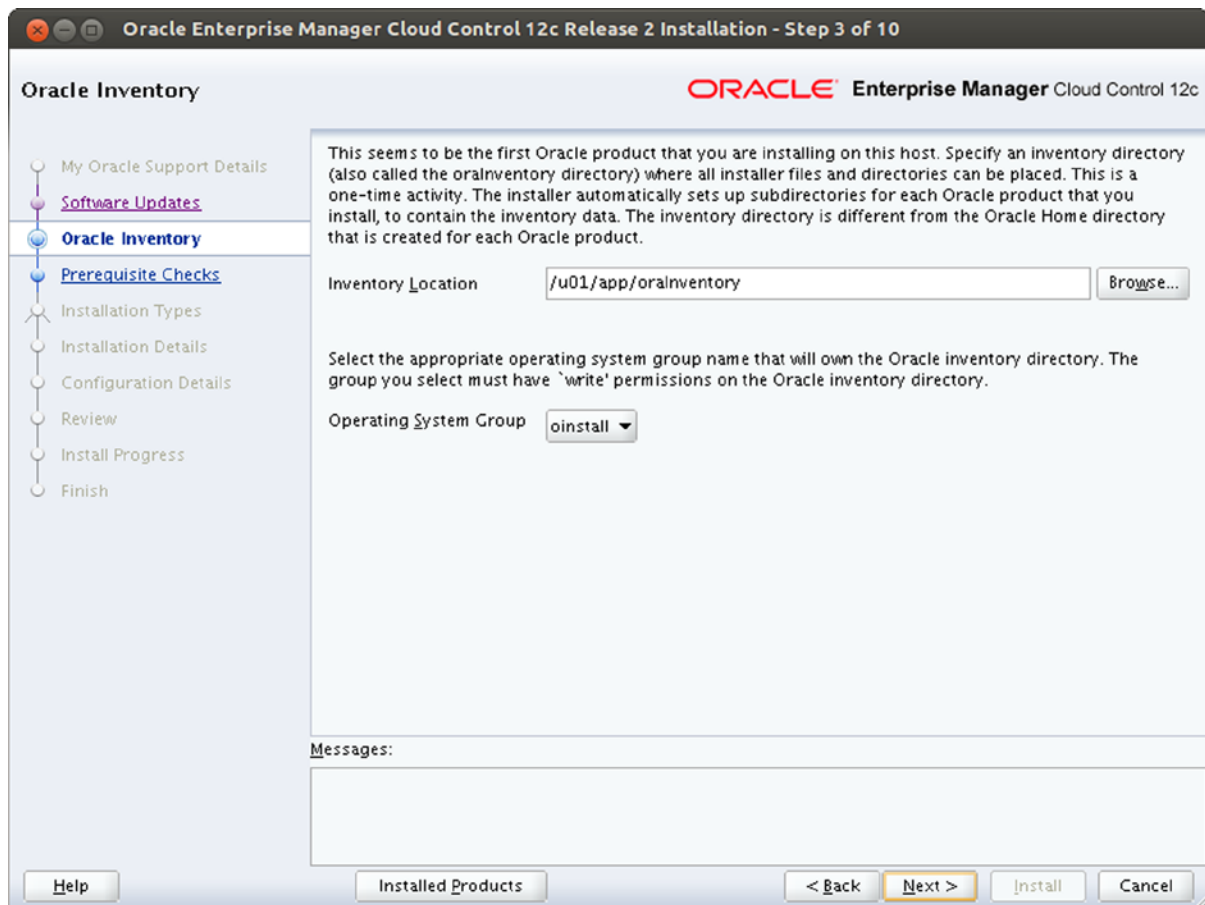 Oracle Enterprise Manager Cloud Control 12c Release 2 Installation - Step 3 of 10
Oracle Inventory
ORACLE Enterprise Manager Cloud Control 12c
My Oracle Support Details
Software Updates
Oracle Inventory
Prerequisite Checks
Installation Types
Installation Details
Configuration Details
Review
Install Progress
Finish
This seems to be the first Oracle product that you are installing on this host. Specify an inventory directory
(also called the oraInventory directory) where all installer files and directories can be placed. This is a
one-time activity. The installer automatically sets up subdirectories for each Oracle product that you
install, to contain the inventory data. The inventory directory is different from the Oracle Home directory
that is created for each Oracle product.
Inventory Location /u01/app/oraInventory Browse...
Select the appropriate operating system group name that will own the Oracle inventory directory. The
group you select must have `write' permissions on the Oracle inventory directory.
Operating System Group oinstall
Messages:
Help Installed Products < Back Next > Install Cancel